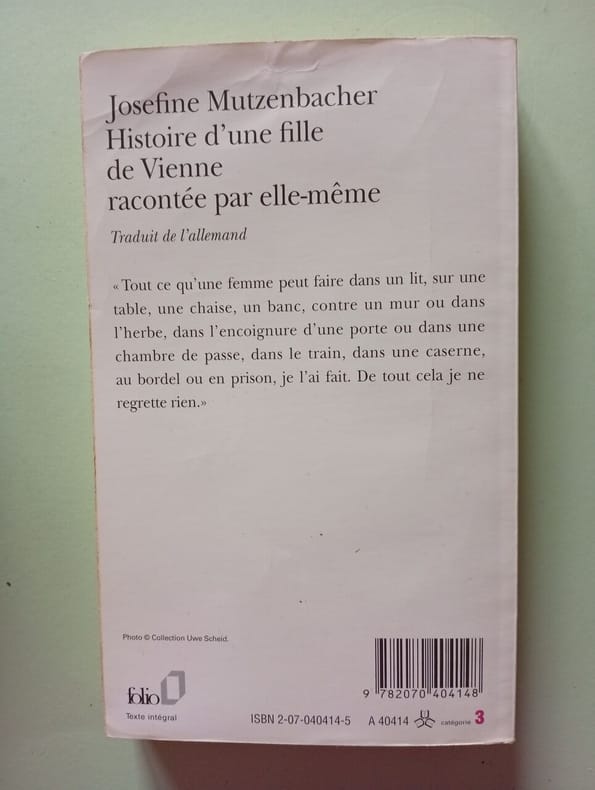 Josefine Mutzenbacher
Histoire d'une fille
de Vienne
racontée par elle-même
Traduit de l'allemand
« Tout ce qu'une femme peut faire dans un lit, sur une
table, une chaise, un banc, contre un mur ou dans
l'herbe, dans l'encoignure d'une porte ou dans une
chambre de passe, dans le train, dans une caserne,
au bordel ou en prison, je l'ai fait. De tout cela je ne
regrette rien.»
Photo © Collection Uwe Scheid.
9 782070 404148
folio
Texte intégral
ISBN 2-07-040414-5 A 40414 catégorie 3